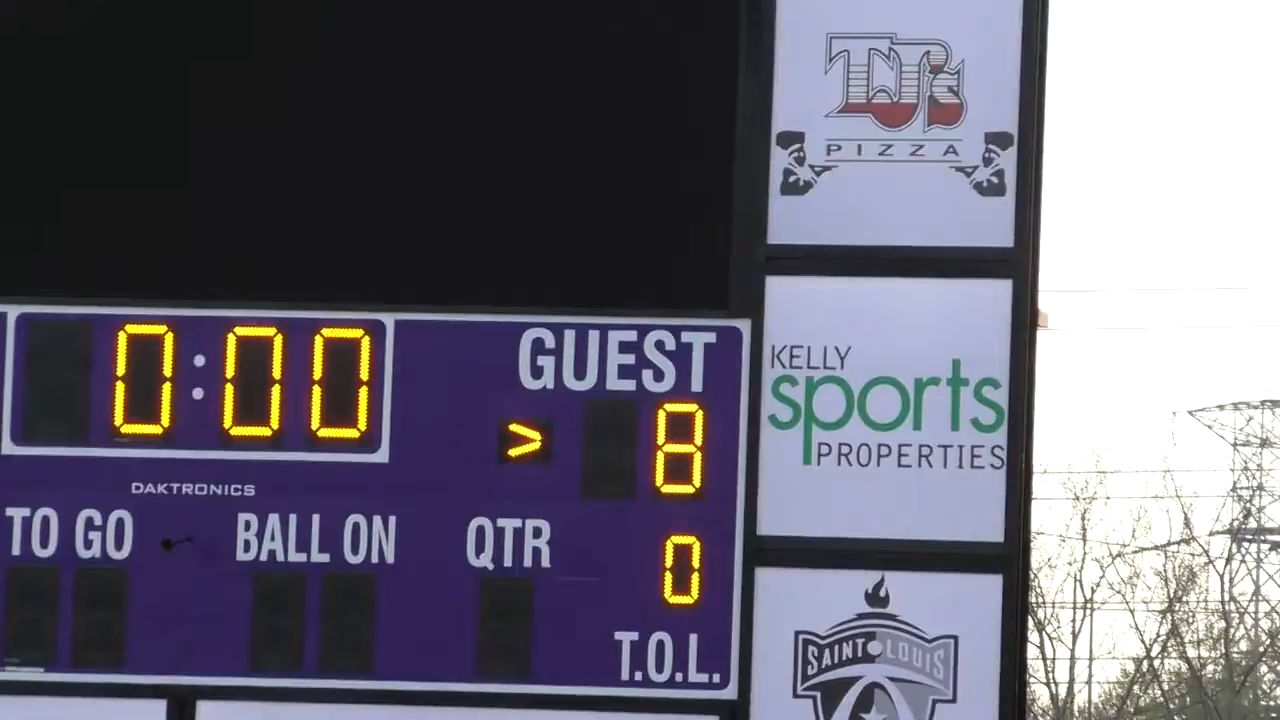 TJ's
PIZZA
0:00
GUEST
> 8
DAKTRONICS
TO GO
BALL ON
QTR
0
T.O.L.
KELLY
sports
PROPERTIES
SAINT LOUIS